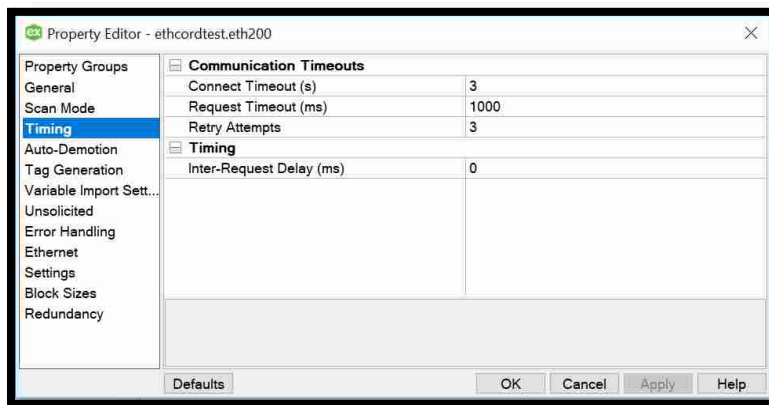 ex Property Editor - ethcordtest.eth200
Property Groups
General
Scan Mode
Timing
Auto-Demotion
Tag Generation
Variable Import Sett...
Unsolicited
Error Handling
Ethernet
Settings
Block Sizes
Redundancy
Communication Timeouts
Connect Timeout (s) 3
Request Timeout (ms) 1000
Retry Attempts 3
Timing
Inter-Request Delay (ms) 0
Defaults OK Cancel Apply Help